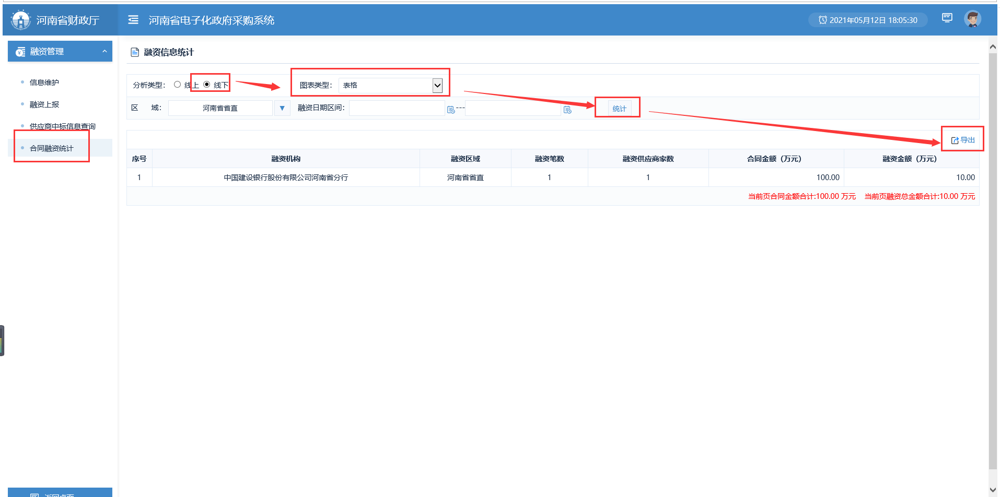 河南省财政厅
河南省电子化政府采购系统
2021年05月12日 18:05:30
融资管理
信息维护
融资上报
供应商中标信息查询
合同融资统计
融资信息统计
分析类型： 线上 线下 图表类型： 表格
区 域： 河南省省直 ▼ 融资日期区间： --- 统计
导出
序号 融资机构 融资区域 融资笔数 融资供应商家数 合同金额（万元） 融资金额（万元）
1 中国建设银行股份有限公司河南省分行 河南省省直 1 1 100.00 10.00
当前页合同金额合计:100.00 万元 当前页融资总金额合计:10.00 万元
返回桌面